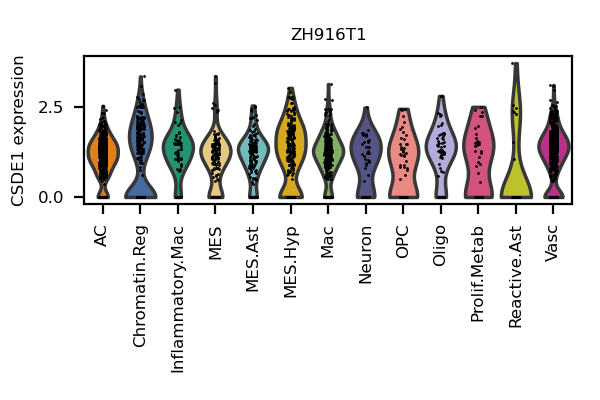 ZH916T1
CSDE1 expression
2.5
0.0
AC
Chromatin.Reg
Inflammatory.Mac
MES
MES.Ast
MES.Hyp
Mac
Neuron
OPC
Oligo
Prolif.Metab
Reactive.Ast
Vasc